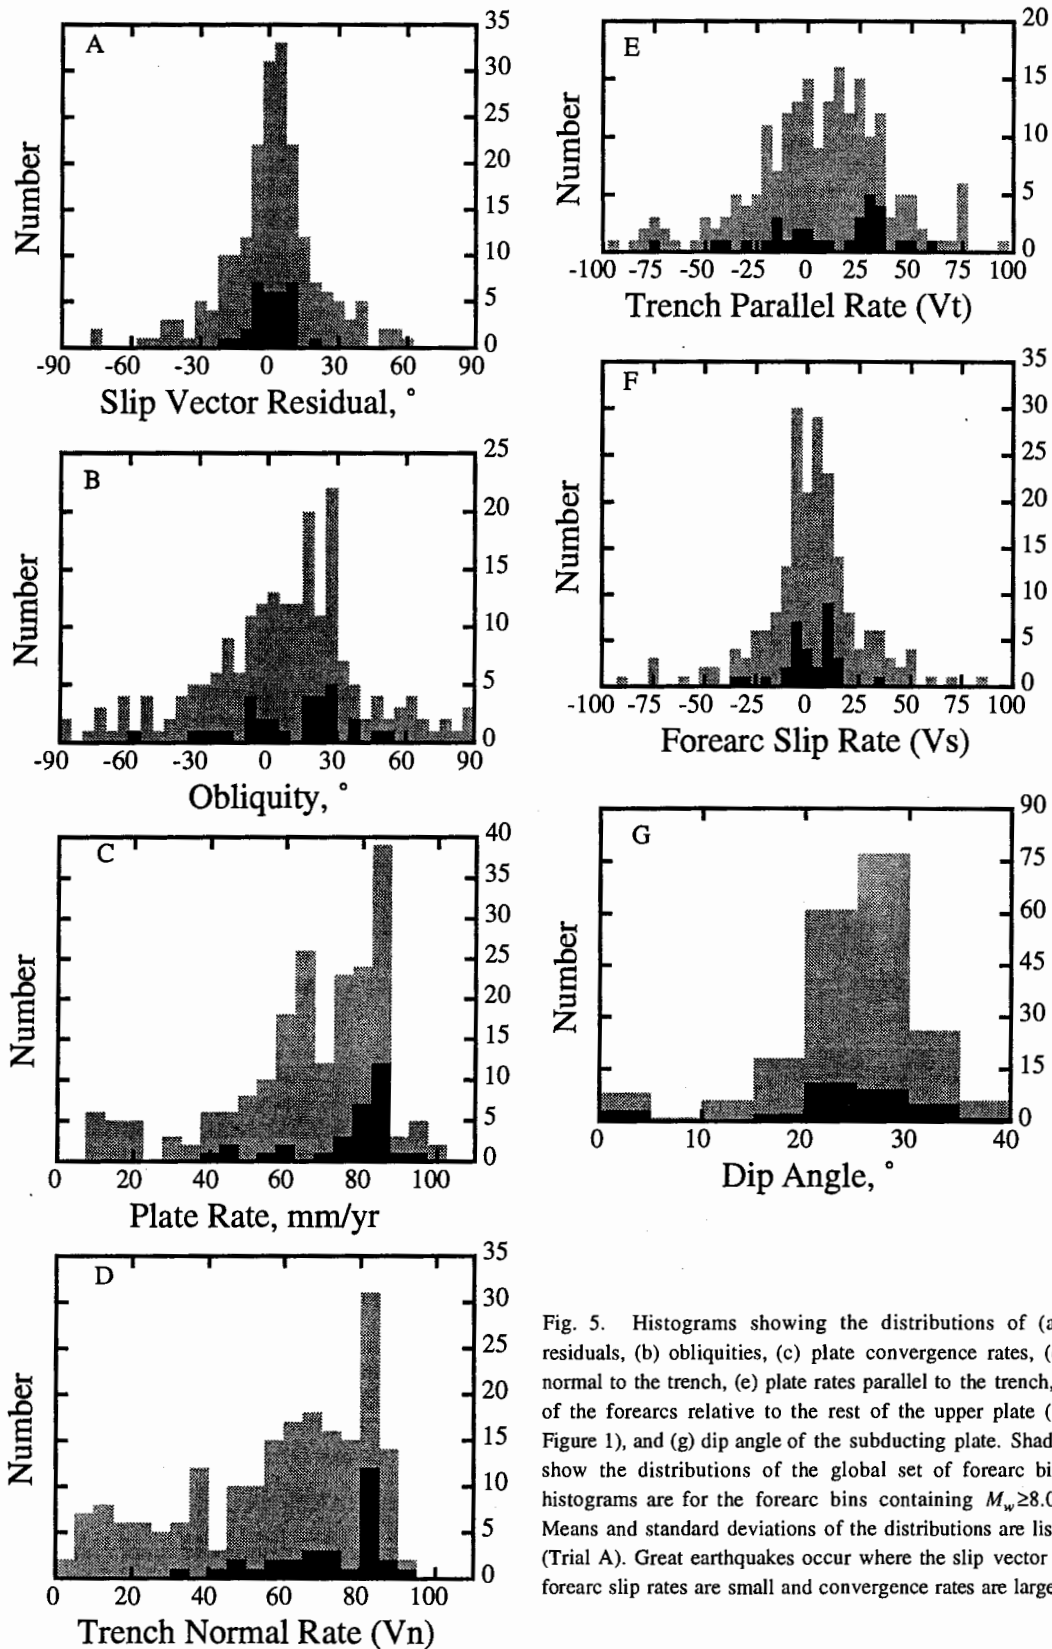 A
Number
35
30
25
20
15
10
5
0
-90 -60 -30 0 30 60 90
Slip Vector Residual, °
B
Number
25
20
15
10
5
0
-90 -60 -30 0 30 60 90
Obliquity, °
C
Number
40
35
30
25
20
15
10
5
0
0 20 40 60 80 100
Plate Rate, mm/yr
D
Number
35
30
25
20
15
10
5
0
0 20 40 60 80 100
Trench Normal Rate (Vn)
E
Number
20
15
10
5
0
-100 -75 -50 -25 0 25 50 75 100
Trench Parallel Rate (Vt)
F
Number
35
30
25
20
15
10
5
0
-100 -75 -50 -25 0 25 50 75 100
Forearc Slip Rate (Vs)
G
Number
90
75
60
45
30
15
0
0 10 20 30 40
Dip Angle, °
Fig. 5. Histograms showing the distributions of (a
residuals, (b) obliquities, (c) plate convergence rates, (
normal to the trench, (e) plate rates parallel to the trench,
of the forearcs relative to the rest of the upper plate (
Figure 1), and (g) dip angle of the subducting plate. Shad
show the distributions of the global set of forearc bi
histograms are for the forearc bins containing Mw≥8.0
Means and standard deviations of the distributions are lis
(Trial A). Great earthquakes occur where the slip vector
forearc slip rates are small and convergence rates are large